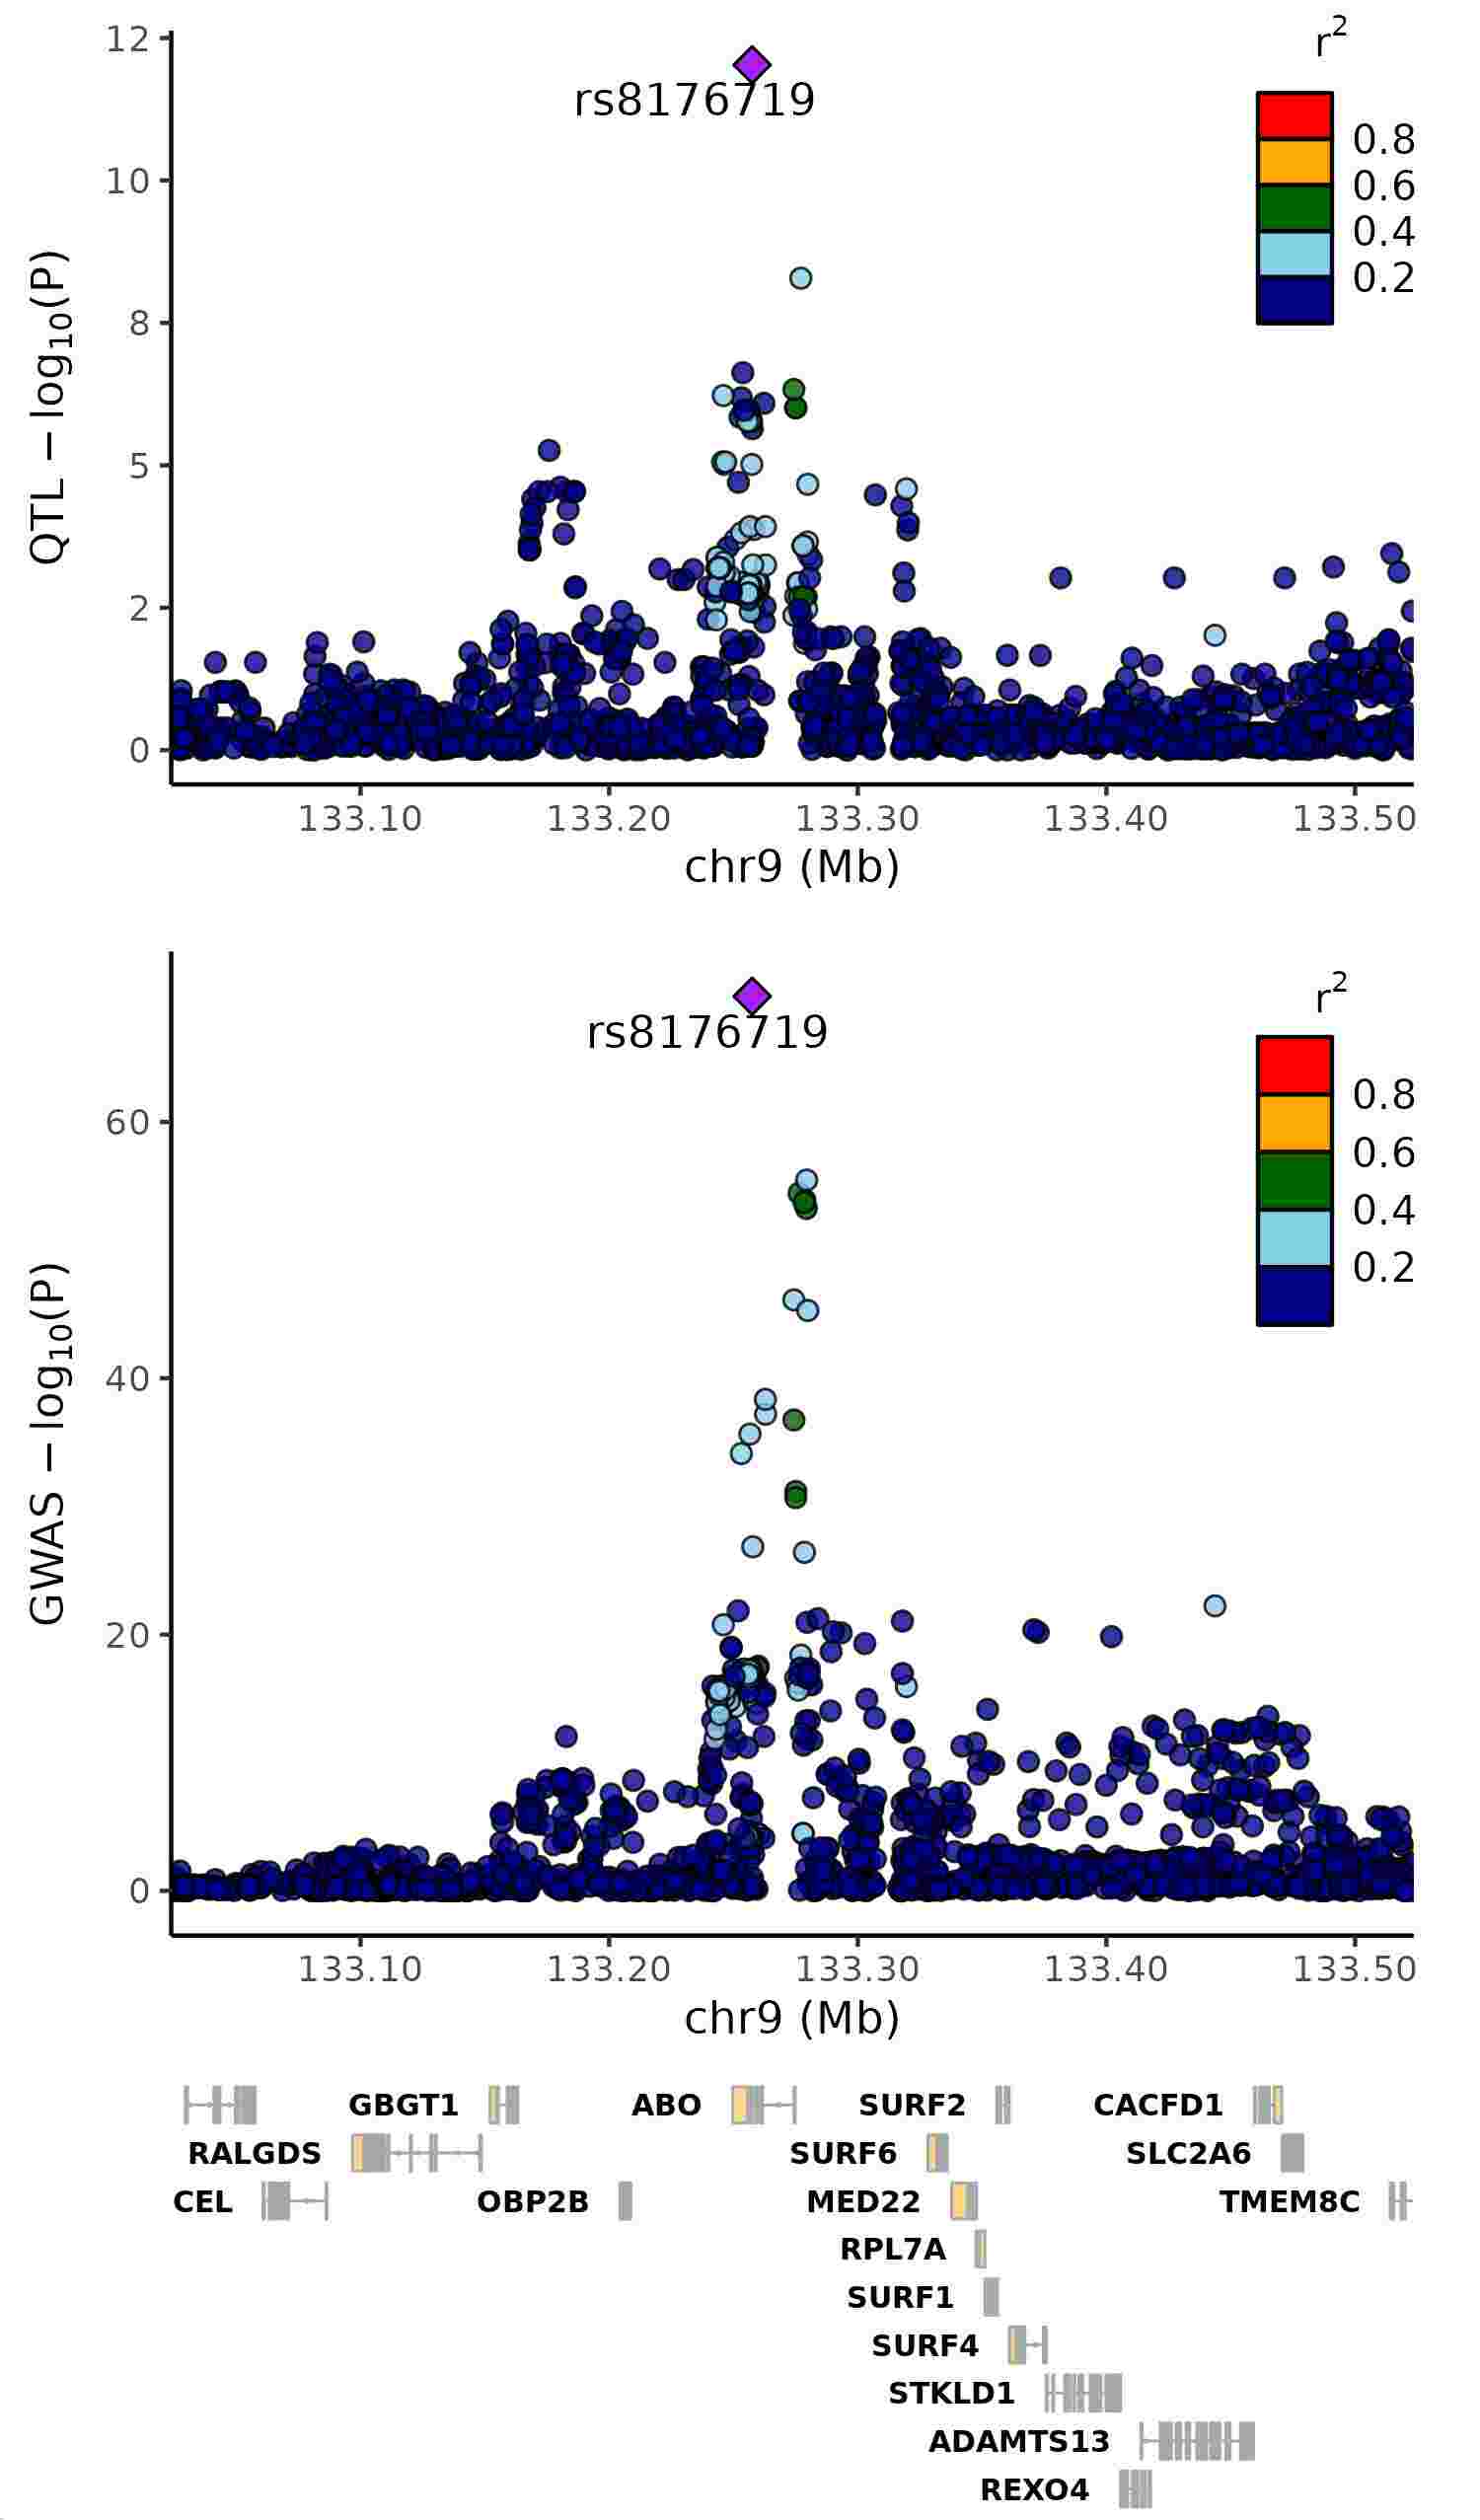 12
r²
rs8176719
0.8
10
0.6
0.4
0.2
8
QTL −log₁₀(P)
5
2
0
133.10 133.20 133.30 133.40 133.50
chr9 (Mb)
r²
rs8176719
60
0.8
0.6
0.4
0.2
40
GWAS −log₁₀(P)
20
0
133.10 133.20 133.30 133.40 133.50
chr9 (Mb)
GBGT1 ABO SURF2 CACFD1
RALGDS SURF6 SLC2A6
CEL OBP2B MED22 TMEM8C
RPL7A
SURF1
SURF4
STKLD1
ADAMTS13
REXO4